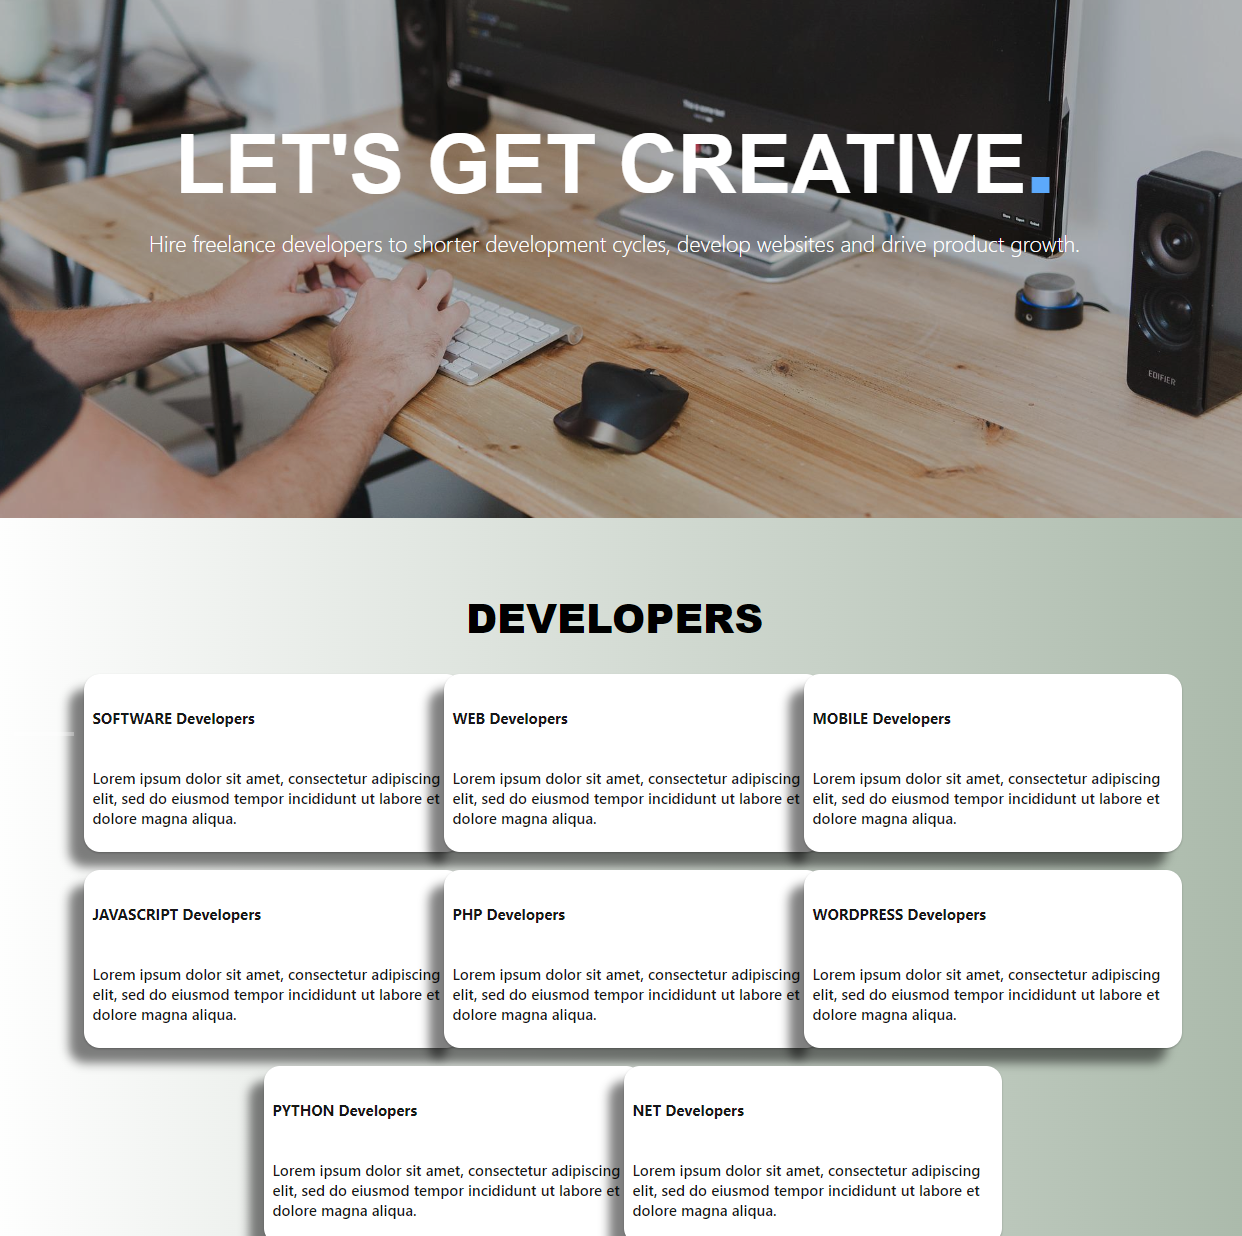 LET'S GET CREATIVE.
Hire freelance developers to shorter development cycles, develop websites and drive product growth.
EDIFIER
DEVELOPERS
SOFTWARE Developers
Lorem ipsum dolor sit amet, consectetur adipiscing
elit, sed do eiusmod tempor incididunt ut labore et
dolore magna aliqua.
WEB Developers
Lorem ipsum dolor sit amet, consectetur adipiscing
elit, sed do eiusmod tempor incididunt ut labore et
dolore magna aliqua.
MOBILE Developers
Lorem ipsum dolor sit amet, consectetur adipiscing
elit, sed do eiusmod tempor incididunt ut labore et
dolore magna aliqua.
JAVASCRIPT Developers
Lorem ipsum dolor sit amet, consectetur adipiscing
elit, sed do eiusmod tempor incididunt ut labore et
dolore magna aliqua.
PHP Developers
Lorem ipsum dolor sit amet, consectetur adipiscing
elit, sed do eiusmod tempor incididunt ut labore et
dolore magna aliqua.
WORDPRESS Developers
Lorem ipsum dolor sit amet, consectetur adipiscing
elit, sed do eiusmod tempor incididunt ut labore et
dolore magna aliqua.
PYTHON Developers
Lorem ipsum dolor sit amet, consectetur adipiscing
elit, sed do eiusmod tempor incididunt ut labore et
dolore magna aliqua.
NET Developers
Lorem ipsum dolor sit amet, consectetur adipiscing
elit, sed do eiusmod tempor incididunt ut labore et
dolore magna aliqua.